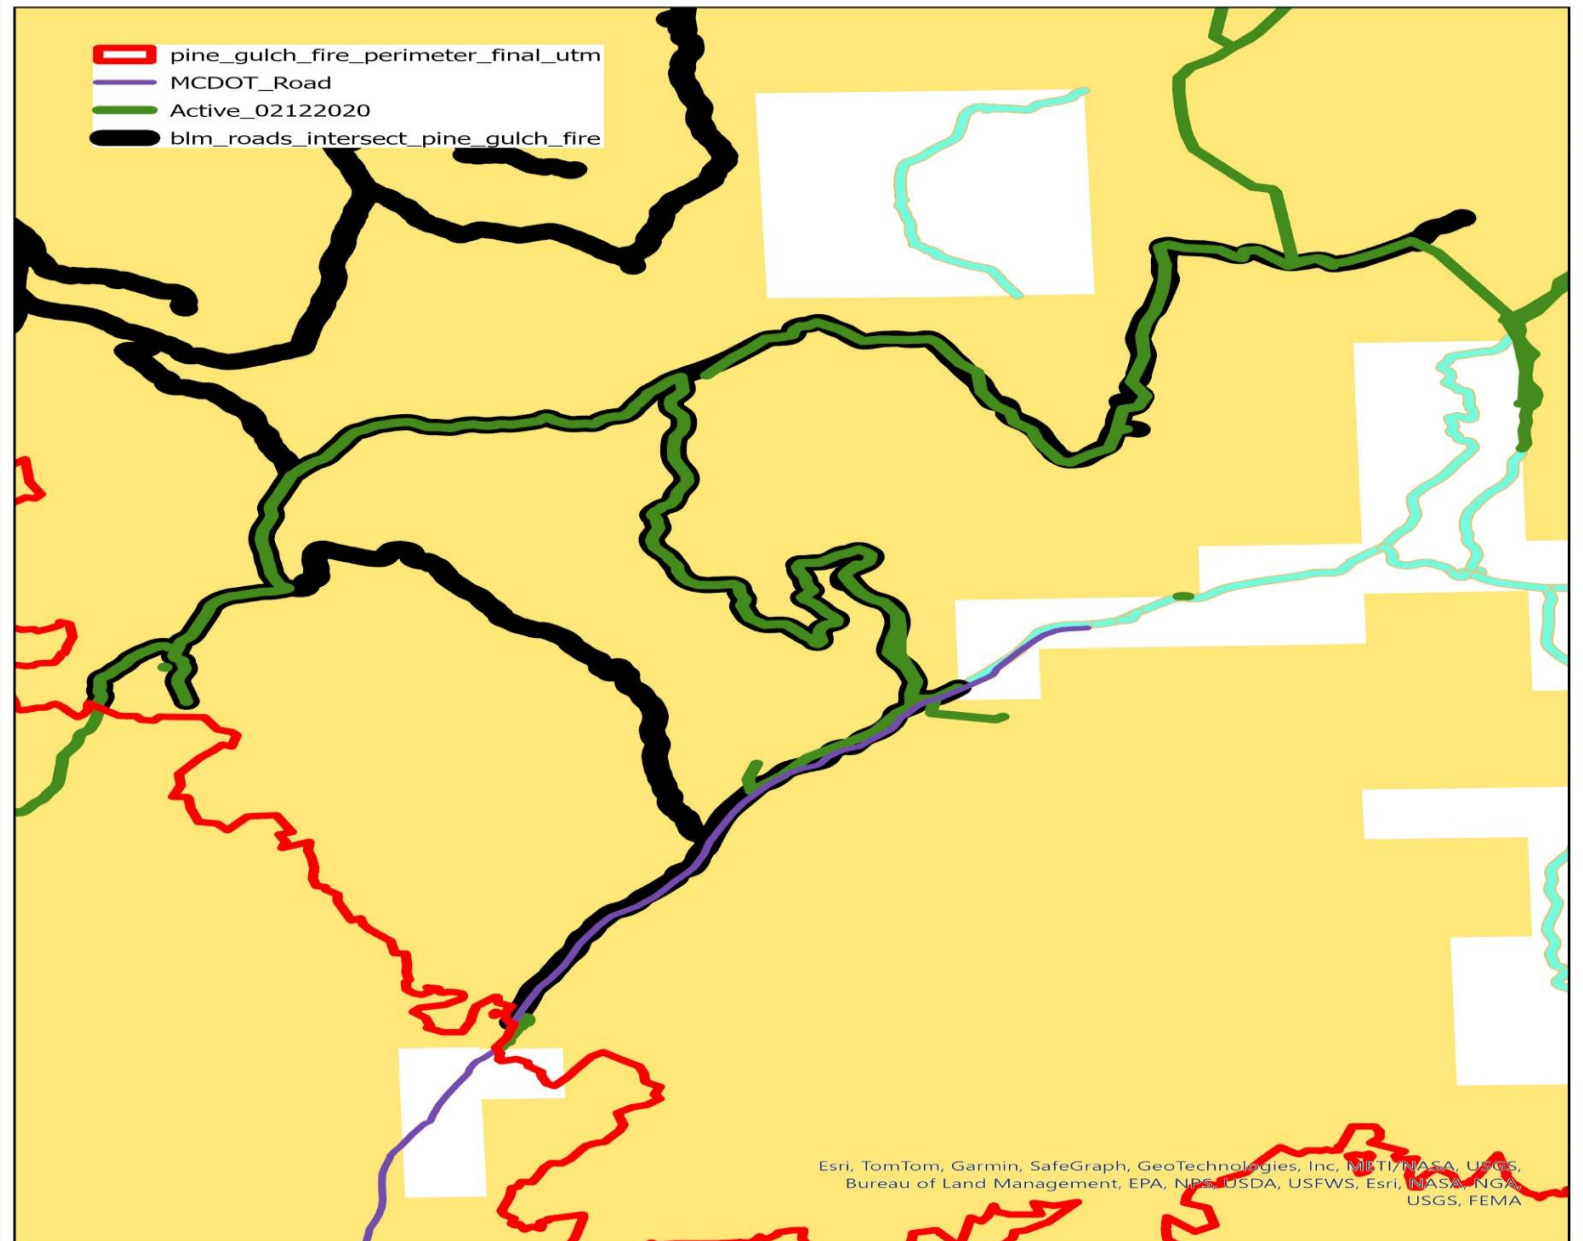 pine_gulch_fire_perimeter_final_utm
MCDOT_Road
Active_02122020
blm_roads_intersect_pine_gulch_fire
Esri, TomTom, Garmin, SafeGraph, GeoTechnologies, Inc, METI/NASA, USGS,
Bureau of Land Management, EPA, NPS, USDA, USFWS, Esri, NASA, NGA,
USGS, FEMA